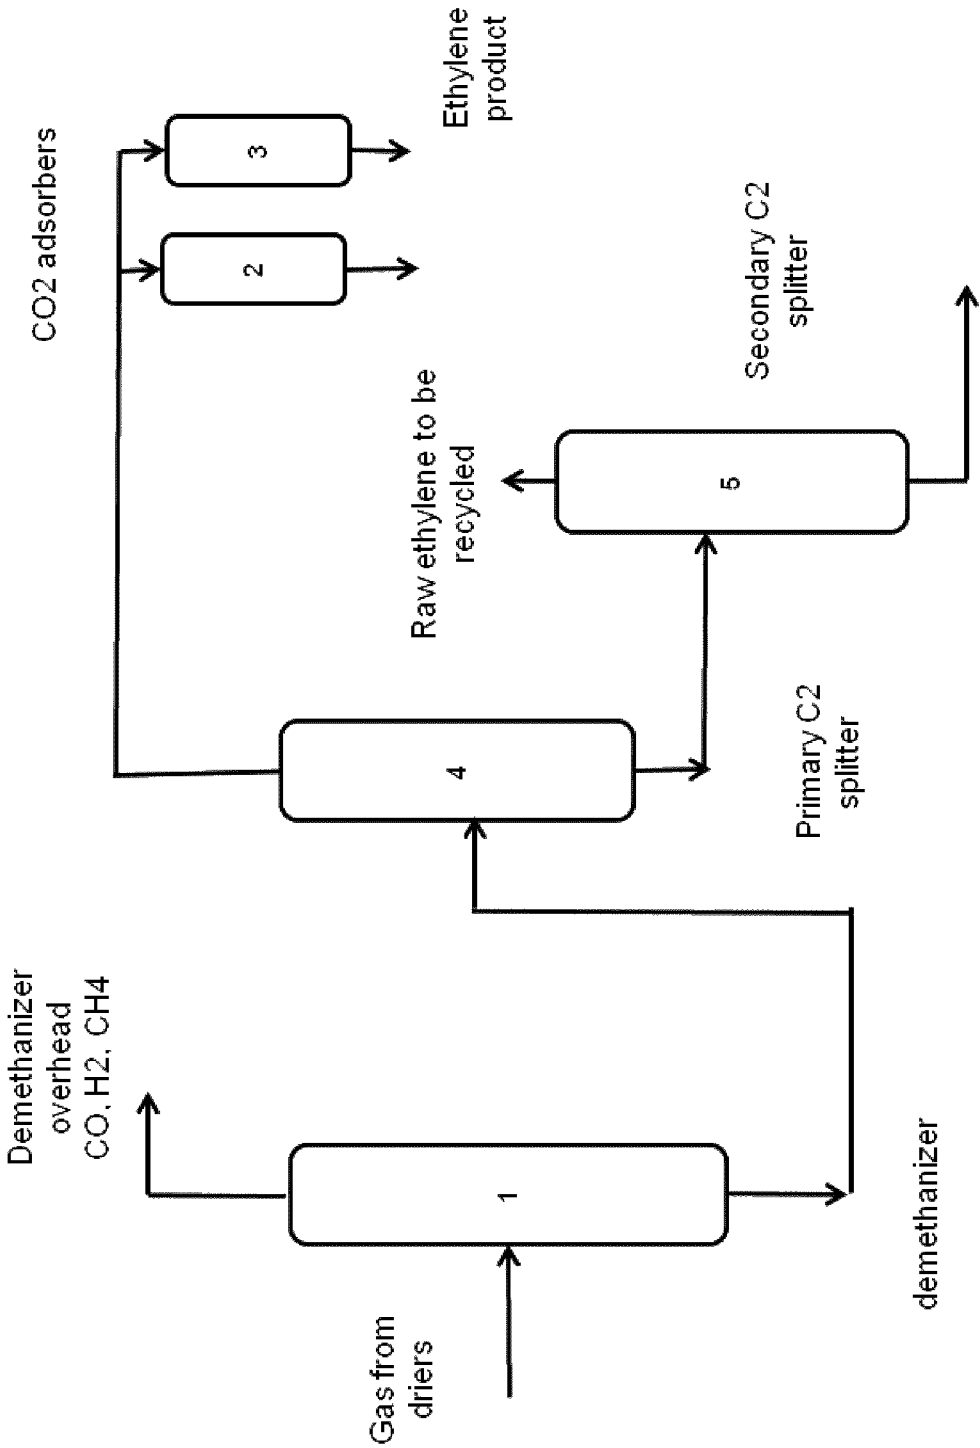 Gas from
driers
1
Demethanizer
overhead
CO, H2, CH4
demethanizer
4
Primary C2
splitter
Raw ethylene to be
recycled
5
Secondary C2
splitter
CO2 adsorbers
2
3
Ethylene
product